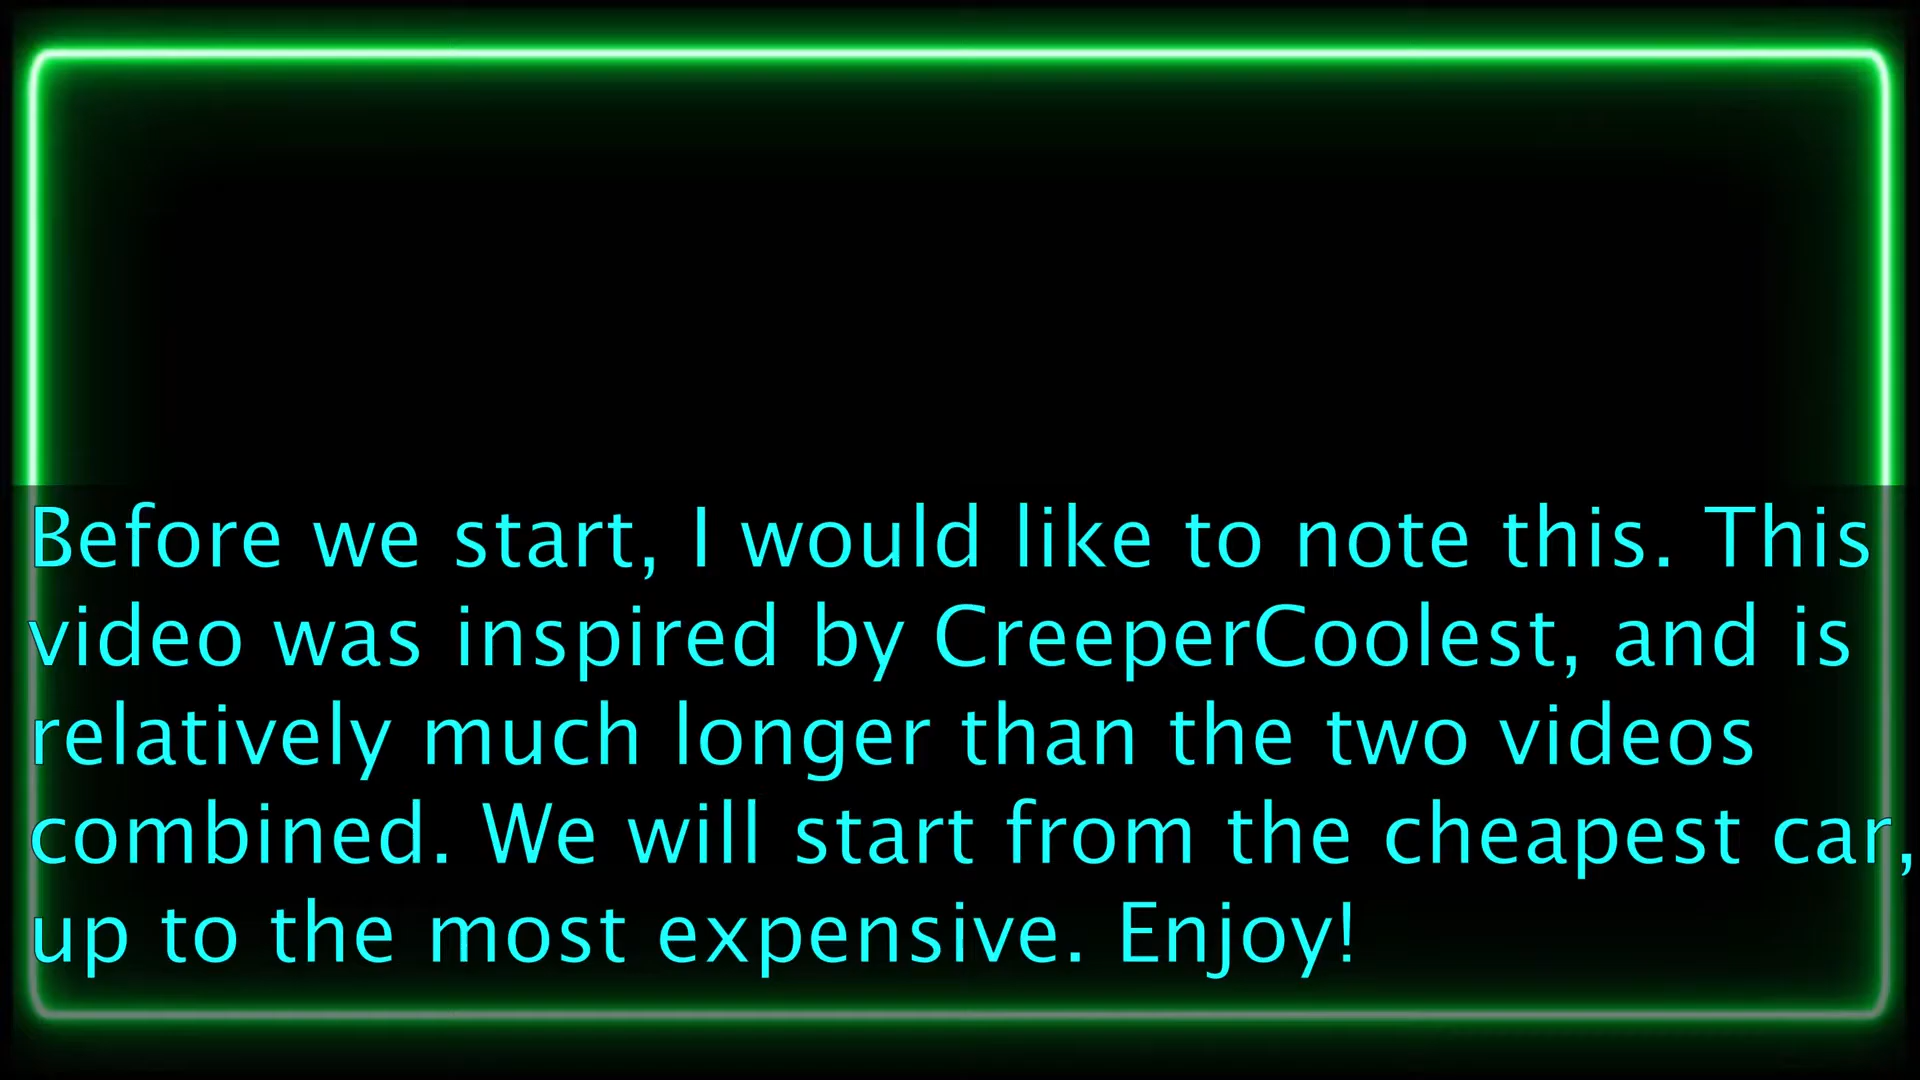 Before we start, I would like to note this. This
video was inspired by CreeperCoolest, and is
relatively much longer than the two videos
combined. We will start from the cheapest car,
up to the most expensive. Enjoy!